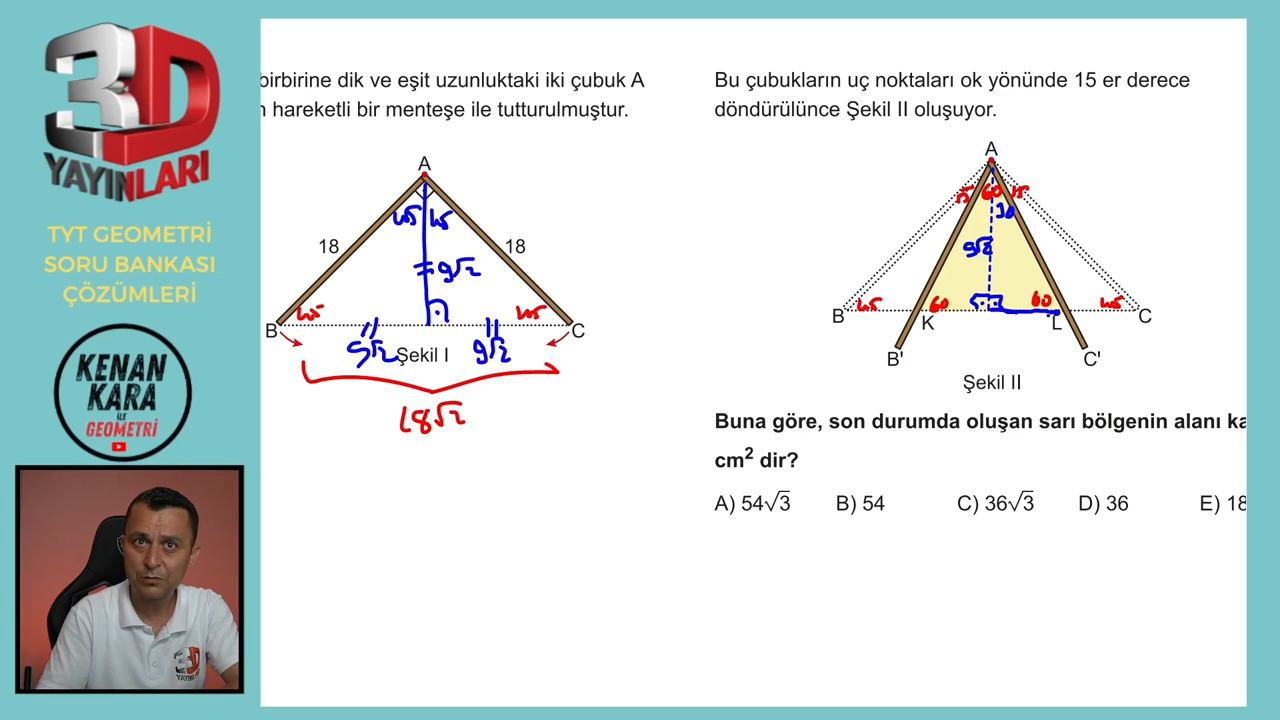 3D
YAYINLARI
TYT GEOMETRİ
SORU BANKASI
ÇÖZÜMLERİ
KENAN
KARA
İLE
GEOMETRİ
3D
YAYINLARI
birbirine dik ve eşit uzunluktaki iki çubuk A
hareketli bir menteşe ile tutturulmuştur.
A
45 45
18 18
9√2
45 45
B C
9√2 Şekil I 9√2
18√2
Bu çubukların uç noktaları ok yönünde 15 er derece
döndürülünce Şekil II oluşuyor.
A
15 60 15
30
9√2
45 60 60 45
B K L C
B' C'
Şekil II
Buna göre, son durumda oluşan sarı bölgenin alanı ka
cm² dir?
A) 54√3 B) 54 C) 36√3 D) 36 E) 18